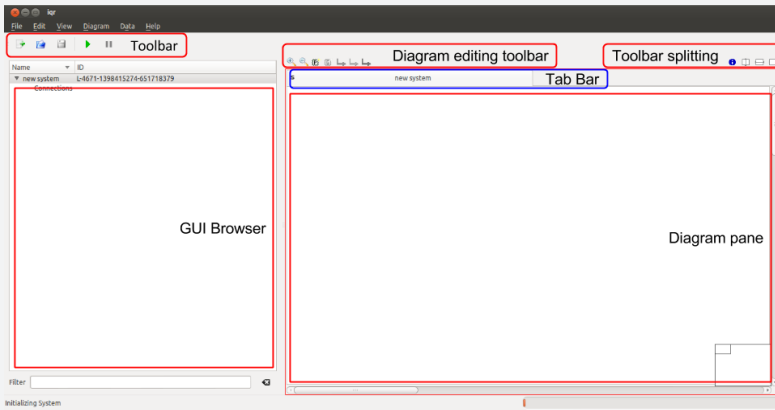 iqr
File Edit View Diagram Data Help
Toolbar
Diagram editing toolbar
Toolbar splitting
Name ID
new system L-4671-1398415274-651718379
Connections
new system
Tab Bar
GUI Browser
Diagram pane
Filter
Initializing System